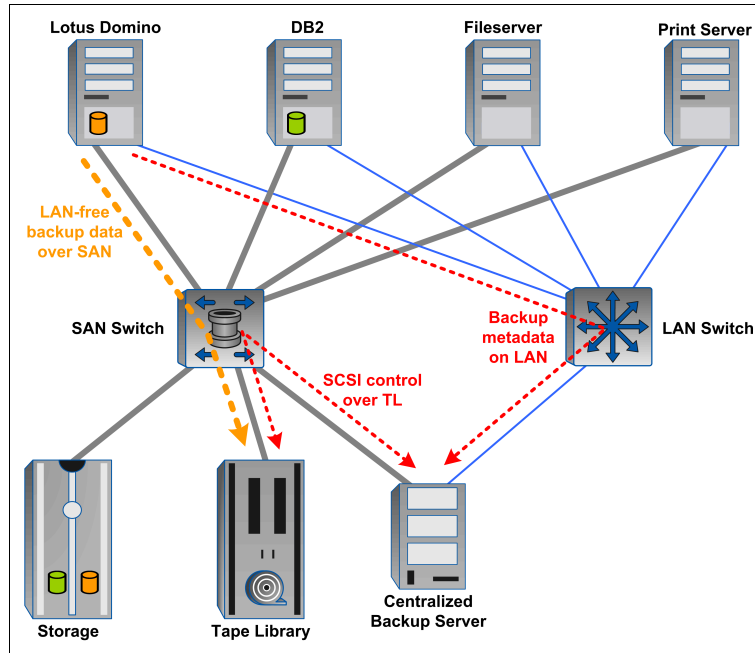 Lotus Domino
DB2
Fileserver
Print Server
LAN-free
backup data
over SAN
SAN Switch
Backup
metadata
on LAN
LAN Switch
SCSI control
over TL
Storage
Tape Library
Centralized
Backup Server